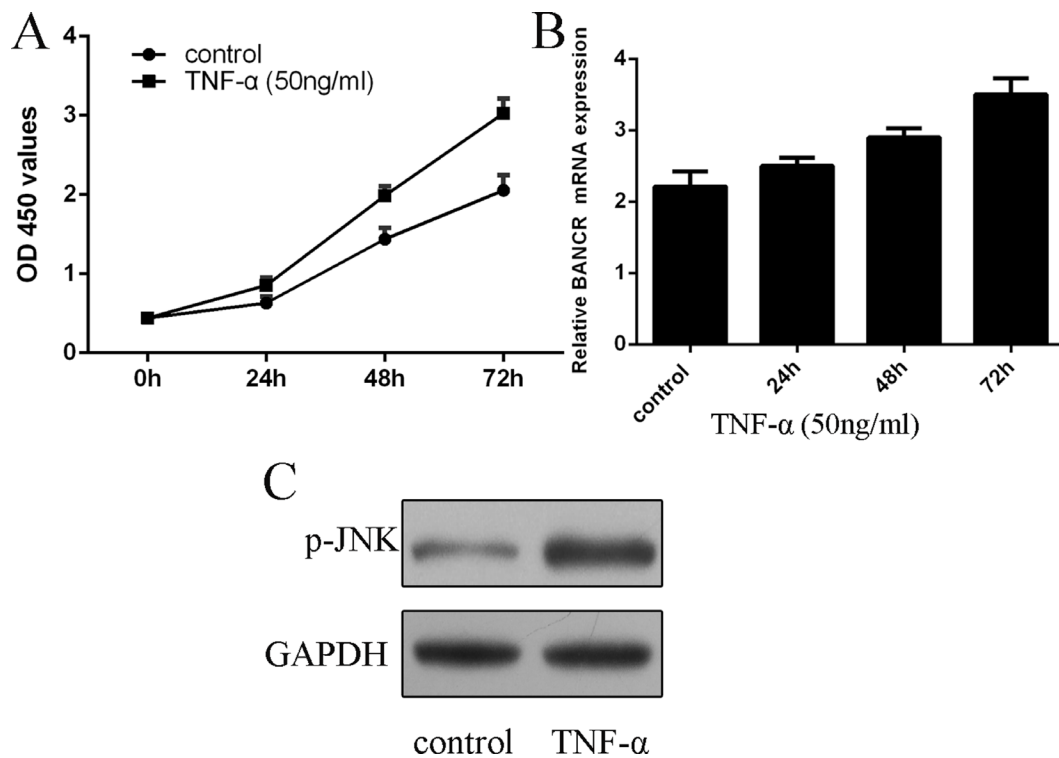 A
OD 450 values
4
3
2
1
0
control
TNF-α (50ng/ml)
0h
24h
48h
72h
B
Relative BANCR mRNA expression
4
3
2
1
0
control
24h
48h
72h
TNF-α (50ng/ml)
C
p-JNK
GAPDH
control
TNF-α